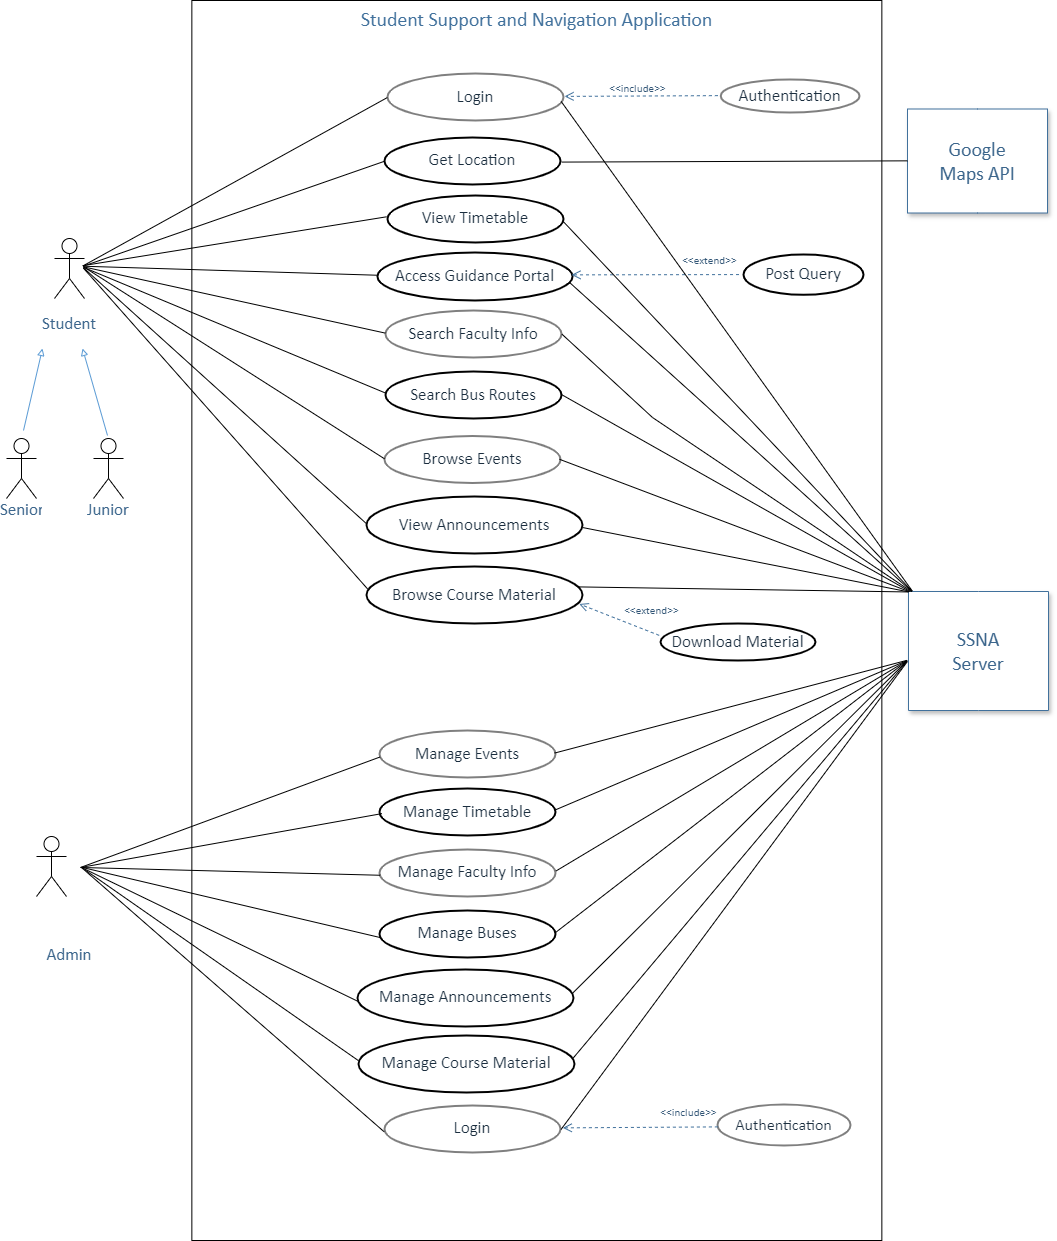 Student Support and Navigation Application
Login
<<include>>
Authentication
Get Location
Google
Maps API
View Timetable
Access Guidance Portal
<<extend>>
Post Query
Student
Search Faculty Info
Search Bus Routes
Browse Events
Senior
Junior
View Announcements
Browse Course Material
<<extend>>
Download Material
SSNA
Server
Manage Events
Manage Timetable
Manage Faculty Info
Manage Buses
Admin
Manage Announcements
Manage Course Material
Login
<<include>>
Authentication